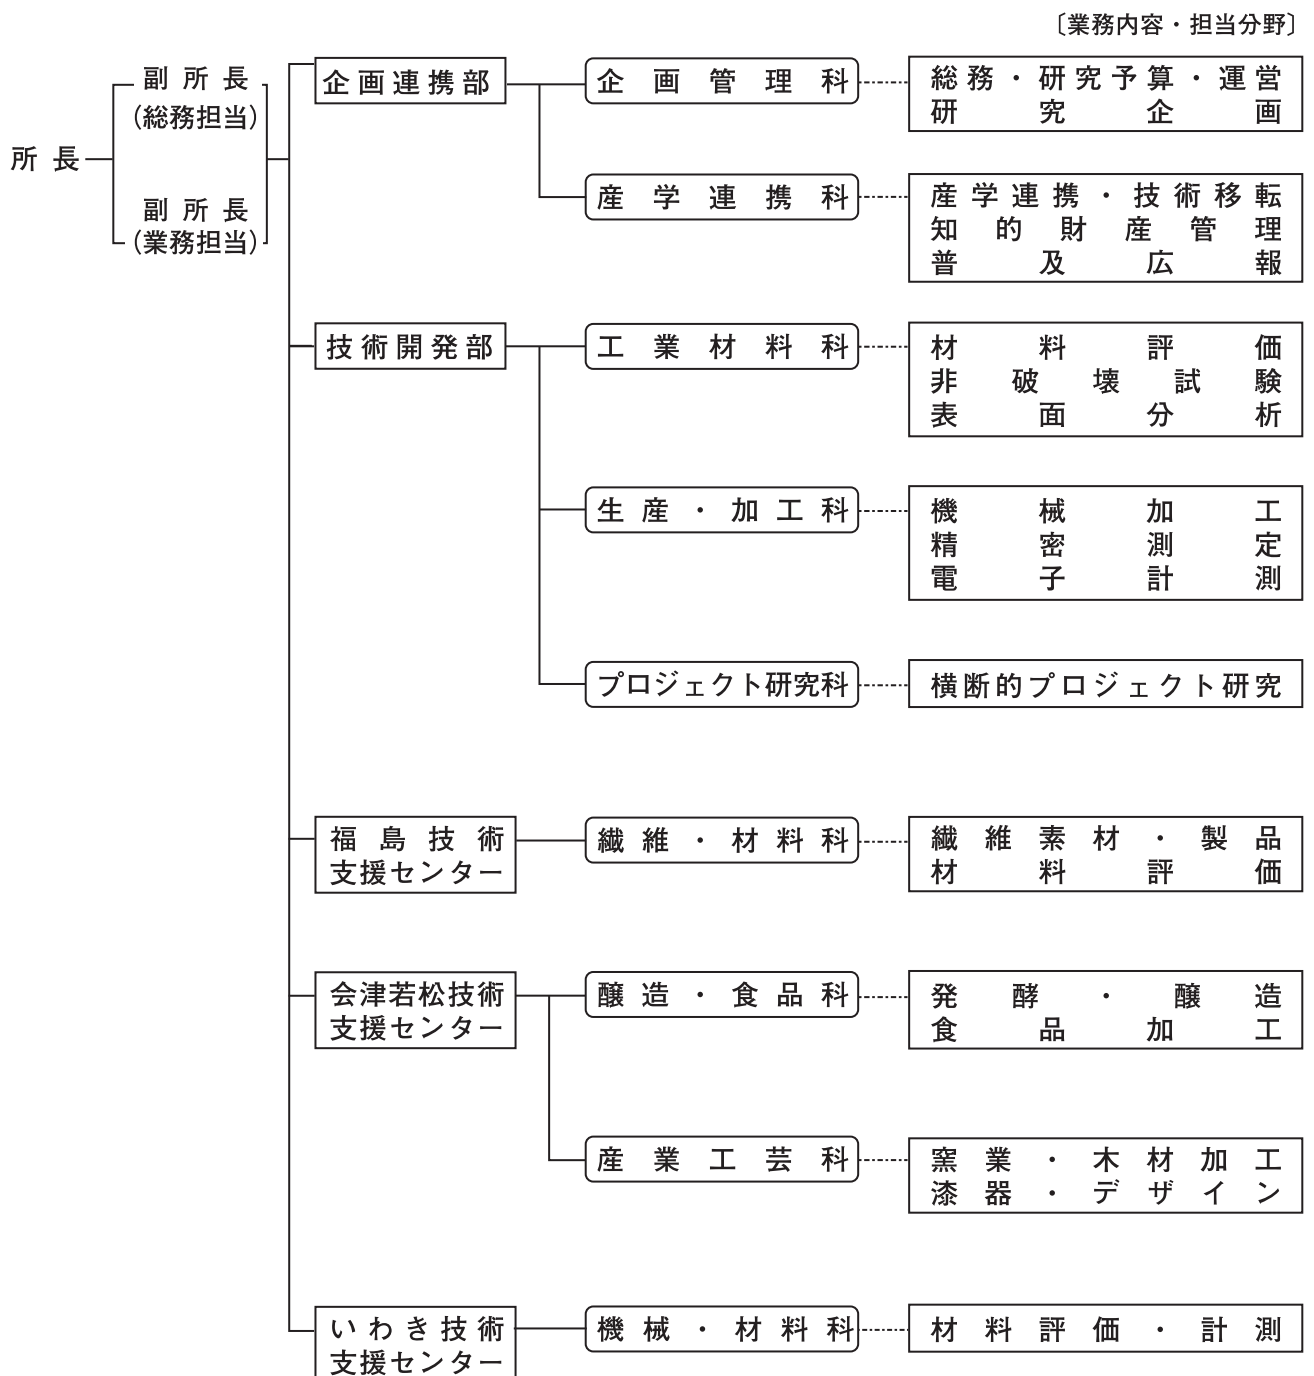 〔業務内容・担当分野〕
所長
副所長
(総務担当)
副所長
(業務担当)
企画連携部
企画管理科
総務・研究予算・運営
研究企画
産学連携科
産学連携・技術移転
知的財産管理
普及広報
技術開発部
工業材料科
材料評価
非破壊試験
表面分析
生産・加工科
機械加工
精密測定
電子計測
プロジェクト研究科
横断的プロジェクト研究
福島技術
支援センター
繊維・材料科
繊維素材・製品
材料評価
会津若松技術
支援センター
醸造・食品科
発酵・醸造
食品加工
産業工芸科
窯業・木材加工
漆器・デザイン
いわき技術
支援センター
機械・材料科
材料評価・計測